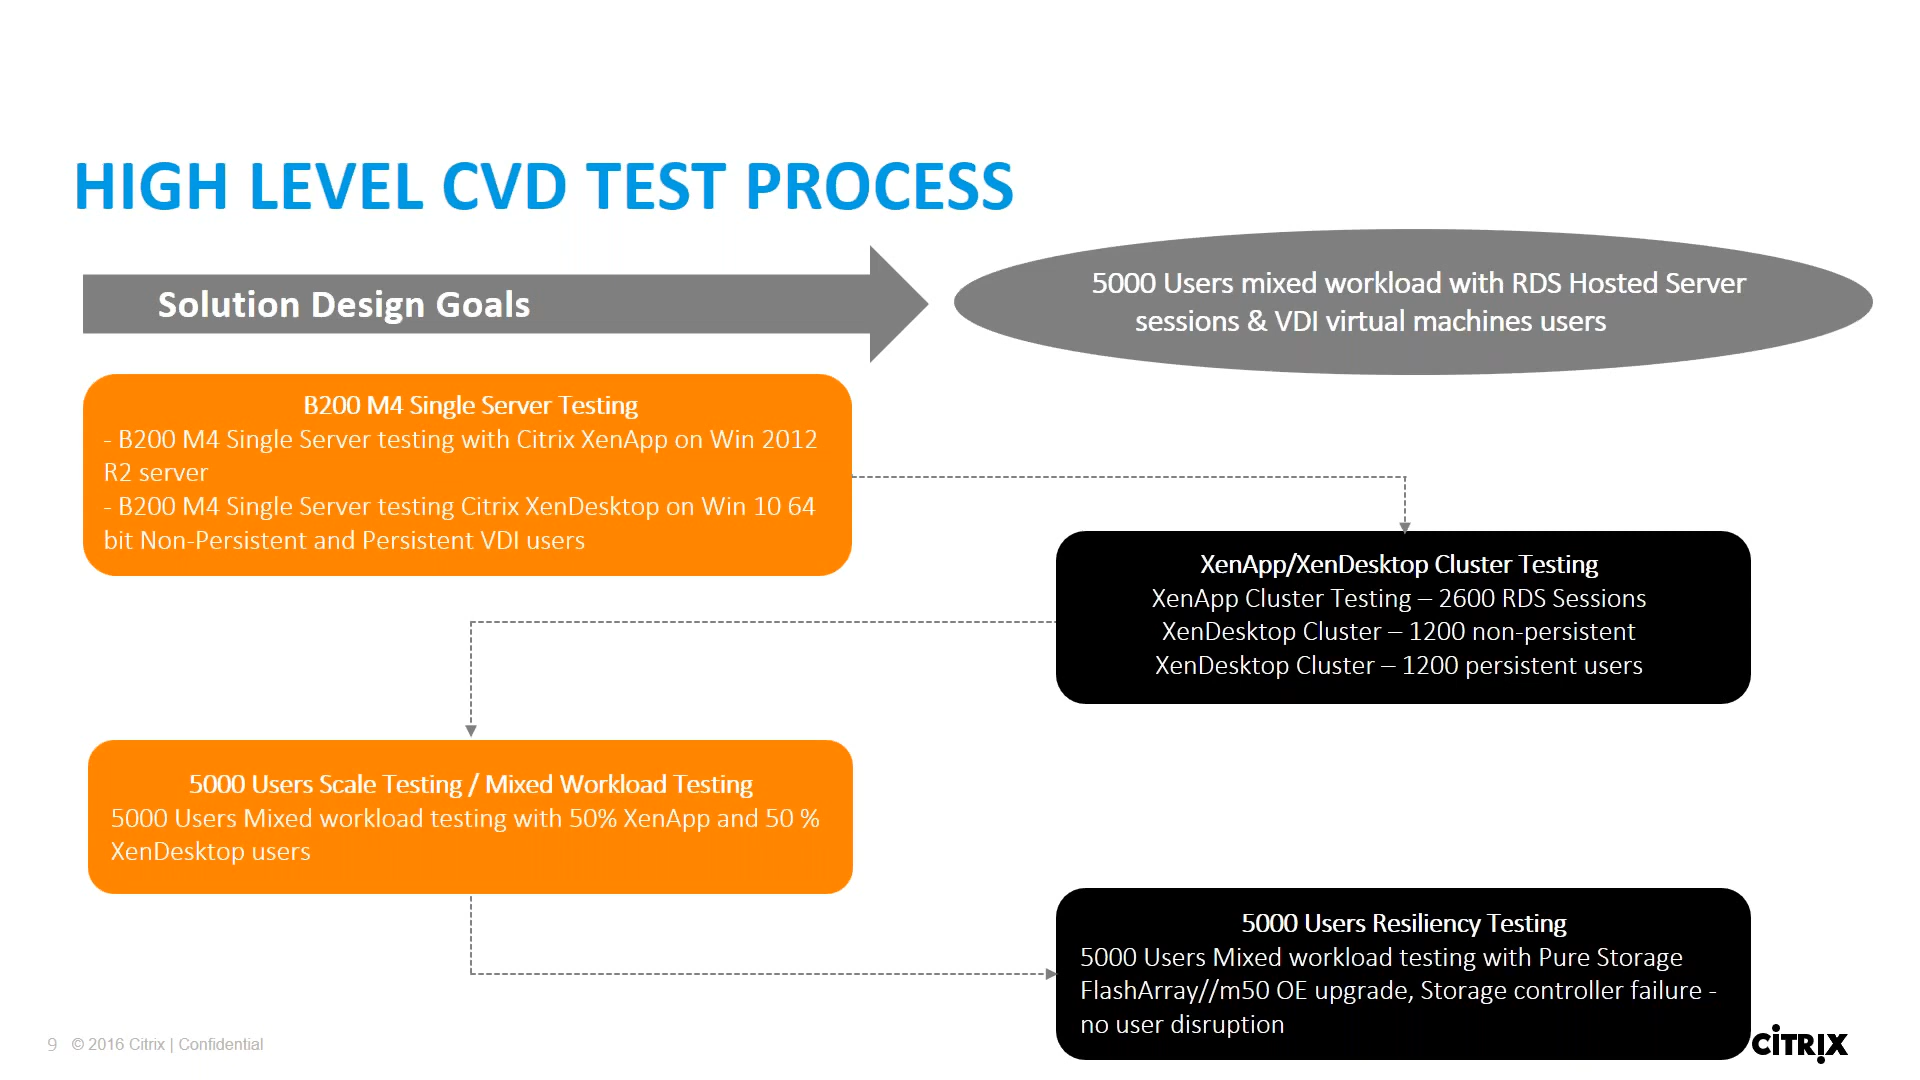 HIGH LEVEL CVD TEST PROCESS
Solution Design Goals
5000 Users mixed workload with RDS Hosted Server
sessions & VDI virtual machines users
B200 M4 Single Server Testing
- B200 M4 Single Server testing with Citrix XenApp on Win 2012
R2 server
- B200 M4 Single Server testing Citrix XenDesktop on Win 10 64
bit Non-Persistent and Persistent VDI users
XenApp/XenDesktop Cluster Testing
XenApp Cluster Testing – 2600 RDS Sessions
XenDesktop Cluster – 1200 non-persistent
XenDesktop Cluster – 1200 persistent users
5000 Users Scale Testing / Mixed Workload Testing
5000 Users Mixed workload testing with 50% XenApp and 50 %
XenDesktop users
5000 Users Resiliency Testing
5000 Users Mixed workload testing with Pure Storage
FlashArray//m50 OE upgrade, Storage controller failure -
no user disruption
9 © 2016 Citrix | Confidential
CITRIX